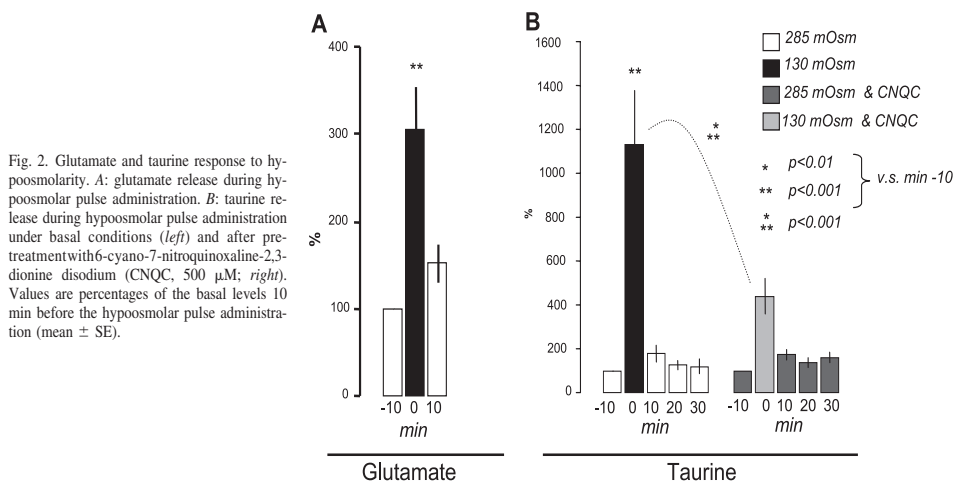 Fig. 2. Glutamate and taurine response to hy-
poosmolarity. A: glutamate release during hy-
poosmolar pulse administration. B: taurine re-
lease during hypoosmolar pulse administration
under basal conditions (left) and after pre-
treatmentwith6-cyano-7-nitroquinoxaline-2,3-
dionine disodium (CNQC, 500 μM; right).
Values are percentages of the basal levels 10
min before the hypoosmolar pulse administra-
tion (mean ± SE).
A
400
300
200
100
0
%
**
-10 0 10
min
Glutamate
B
1600
1400
1200
1000
800
600
400
200
0
%
**
*
**
285 mOsm
130 mOsm
285 mOsm & CNQC
130 mOsm & CNQC
* p<0.01
** p<0.001
v.s. min -10
*
** p<0.001
-10 0 10 20 30
min
-10 0 10 20 30
min
Taurine